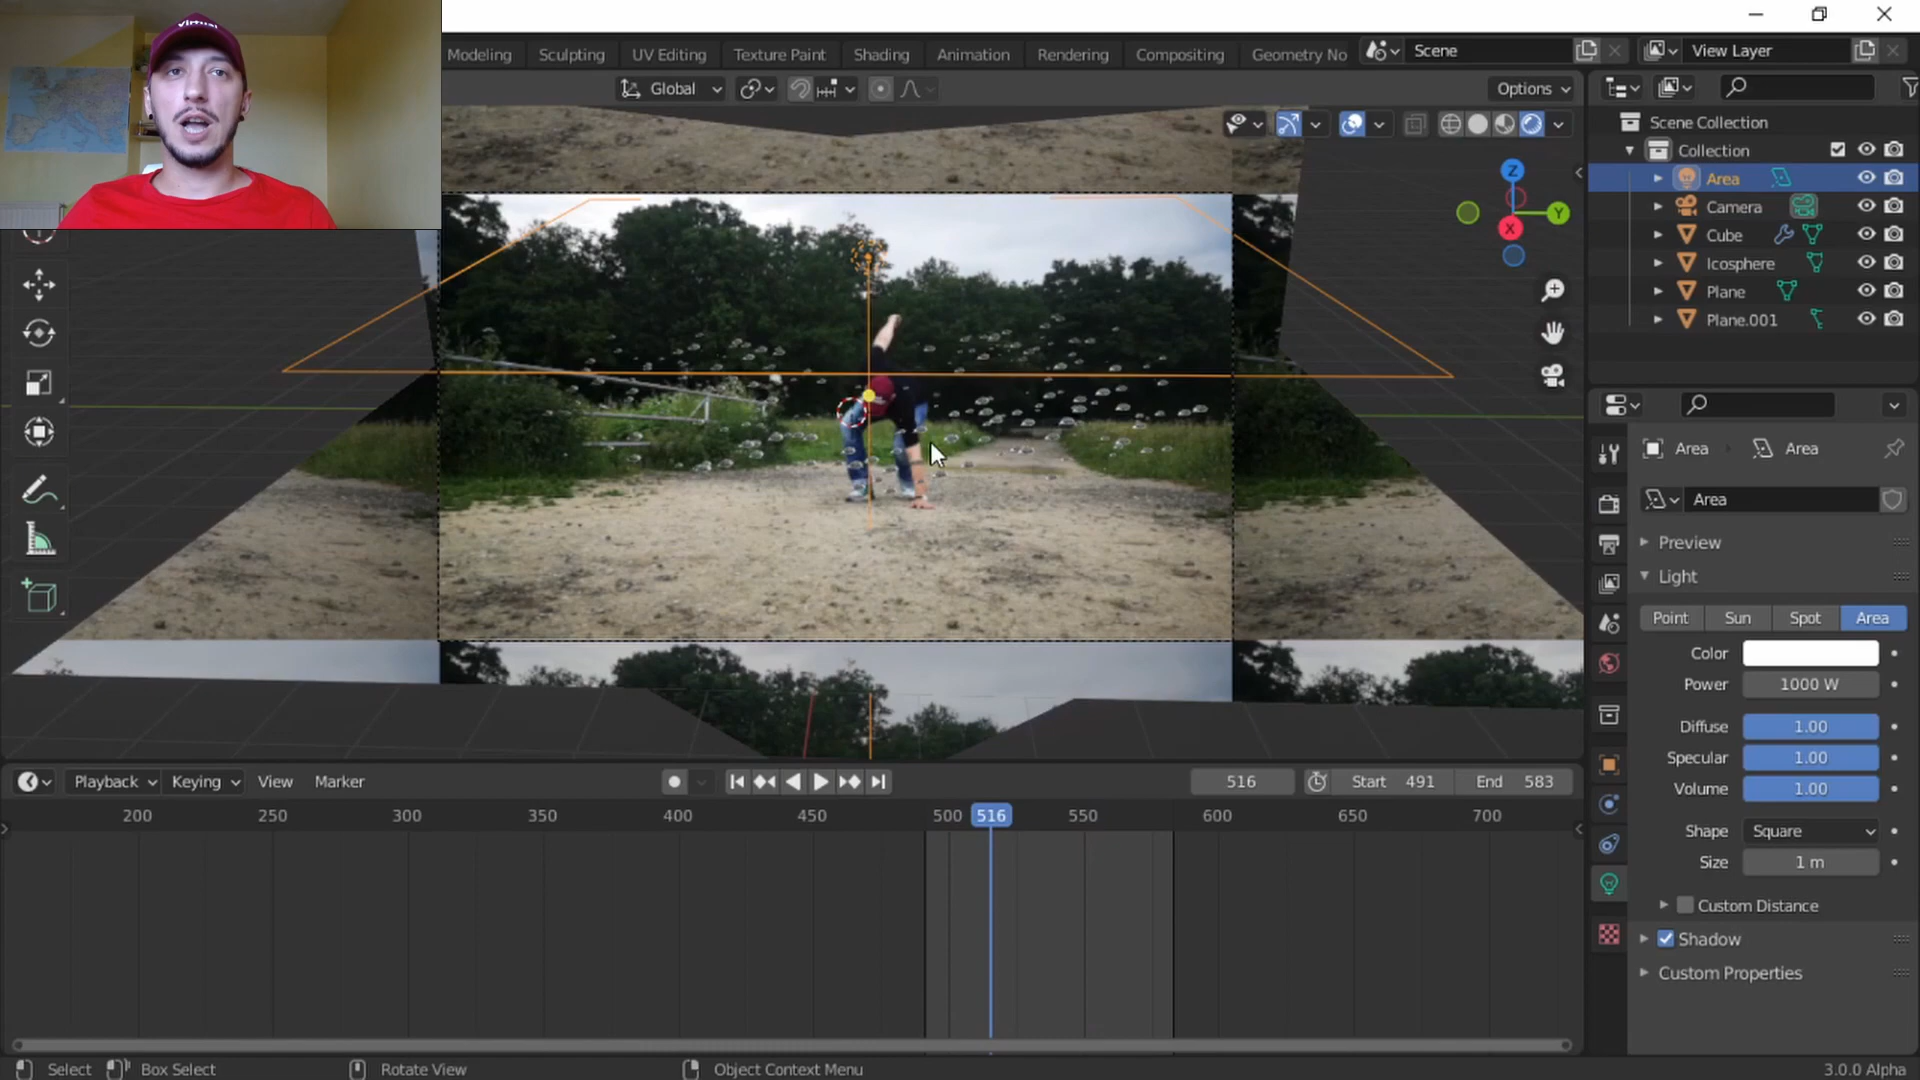 virtual
Modeling Sculpting UV Editing Texture Paint Shading Animation Rendering Compositing Geometry No Scene View Layer
Global Options
Scene Collection
Collection
Area
Camera
Cube
Icosphere
Plane
Plane.001
Z
Y
X
Area Area
Area
Preview
Light
Point Sun Spot Area
Color
Power 1000 W
Diffuse 1.00
Specular 1.00
Volume 1.00
Shape Square
Size 1 m
Custom Distance
Shadow
Custom Properties
Playback Keying View Marker 516 Start 491 End 583
200 250 300 350 400 450 500 516 550 600 650 700
Select Box Select Rotate View Object Context Menu 3.0.0 Alpha